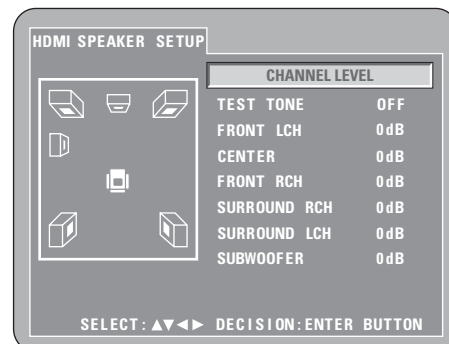 HDMI SPEAKER SETUP
CHANNEL LEVEL
TEST TONE OFF
FRONT LCH 0dB
CENTER 0dB
FRONT RCH 0dB
SURROUND RCH 0dB
SURROUND LCH 0dB
SUBWOOFER 0dB
SELECT:▲▼◀▶ DECISION:ENTER BUTTON